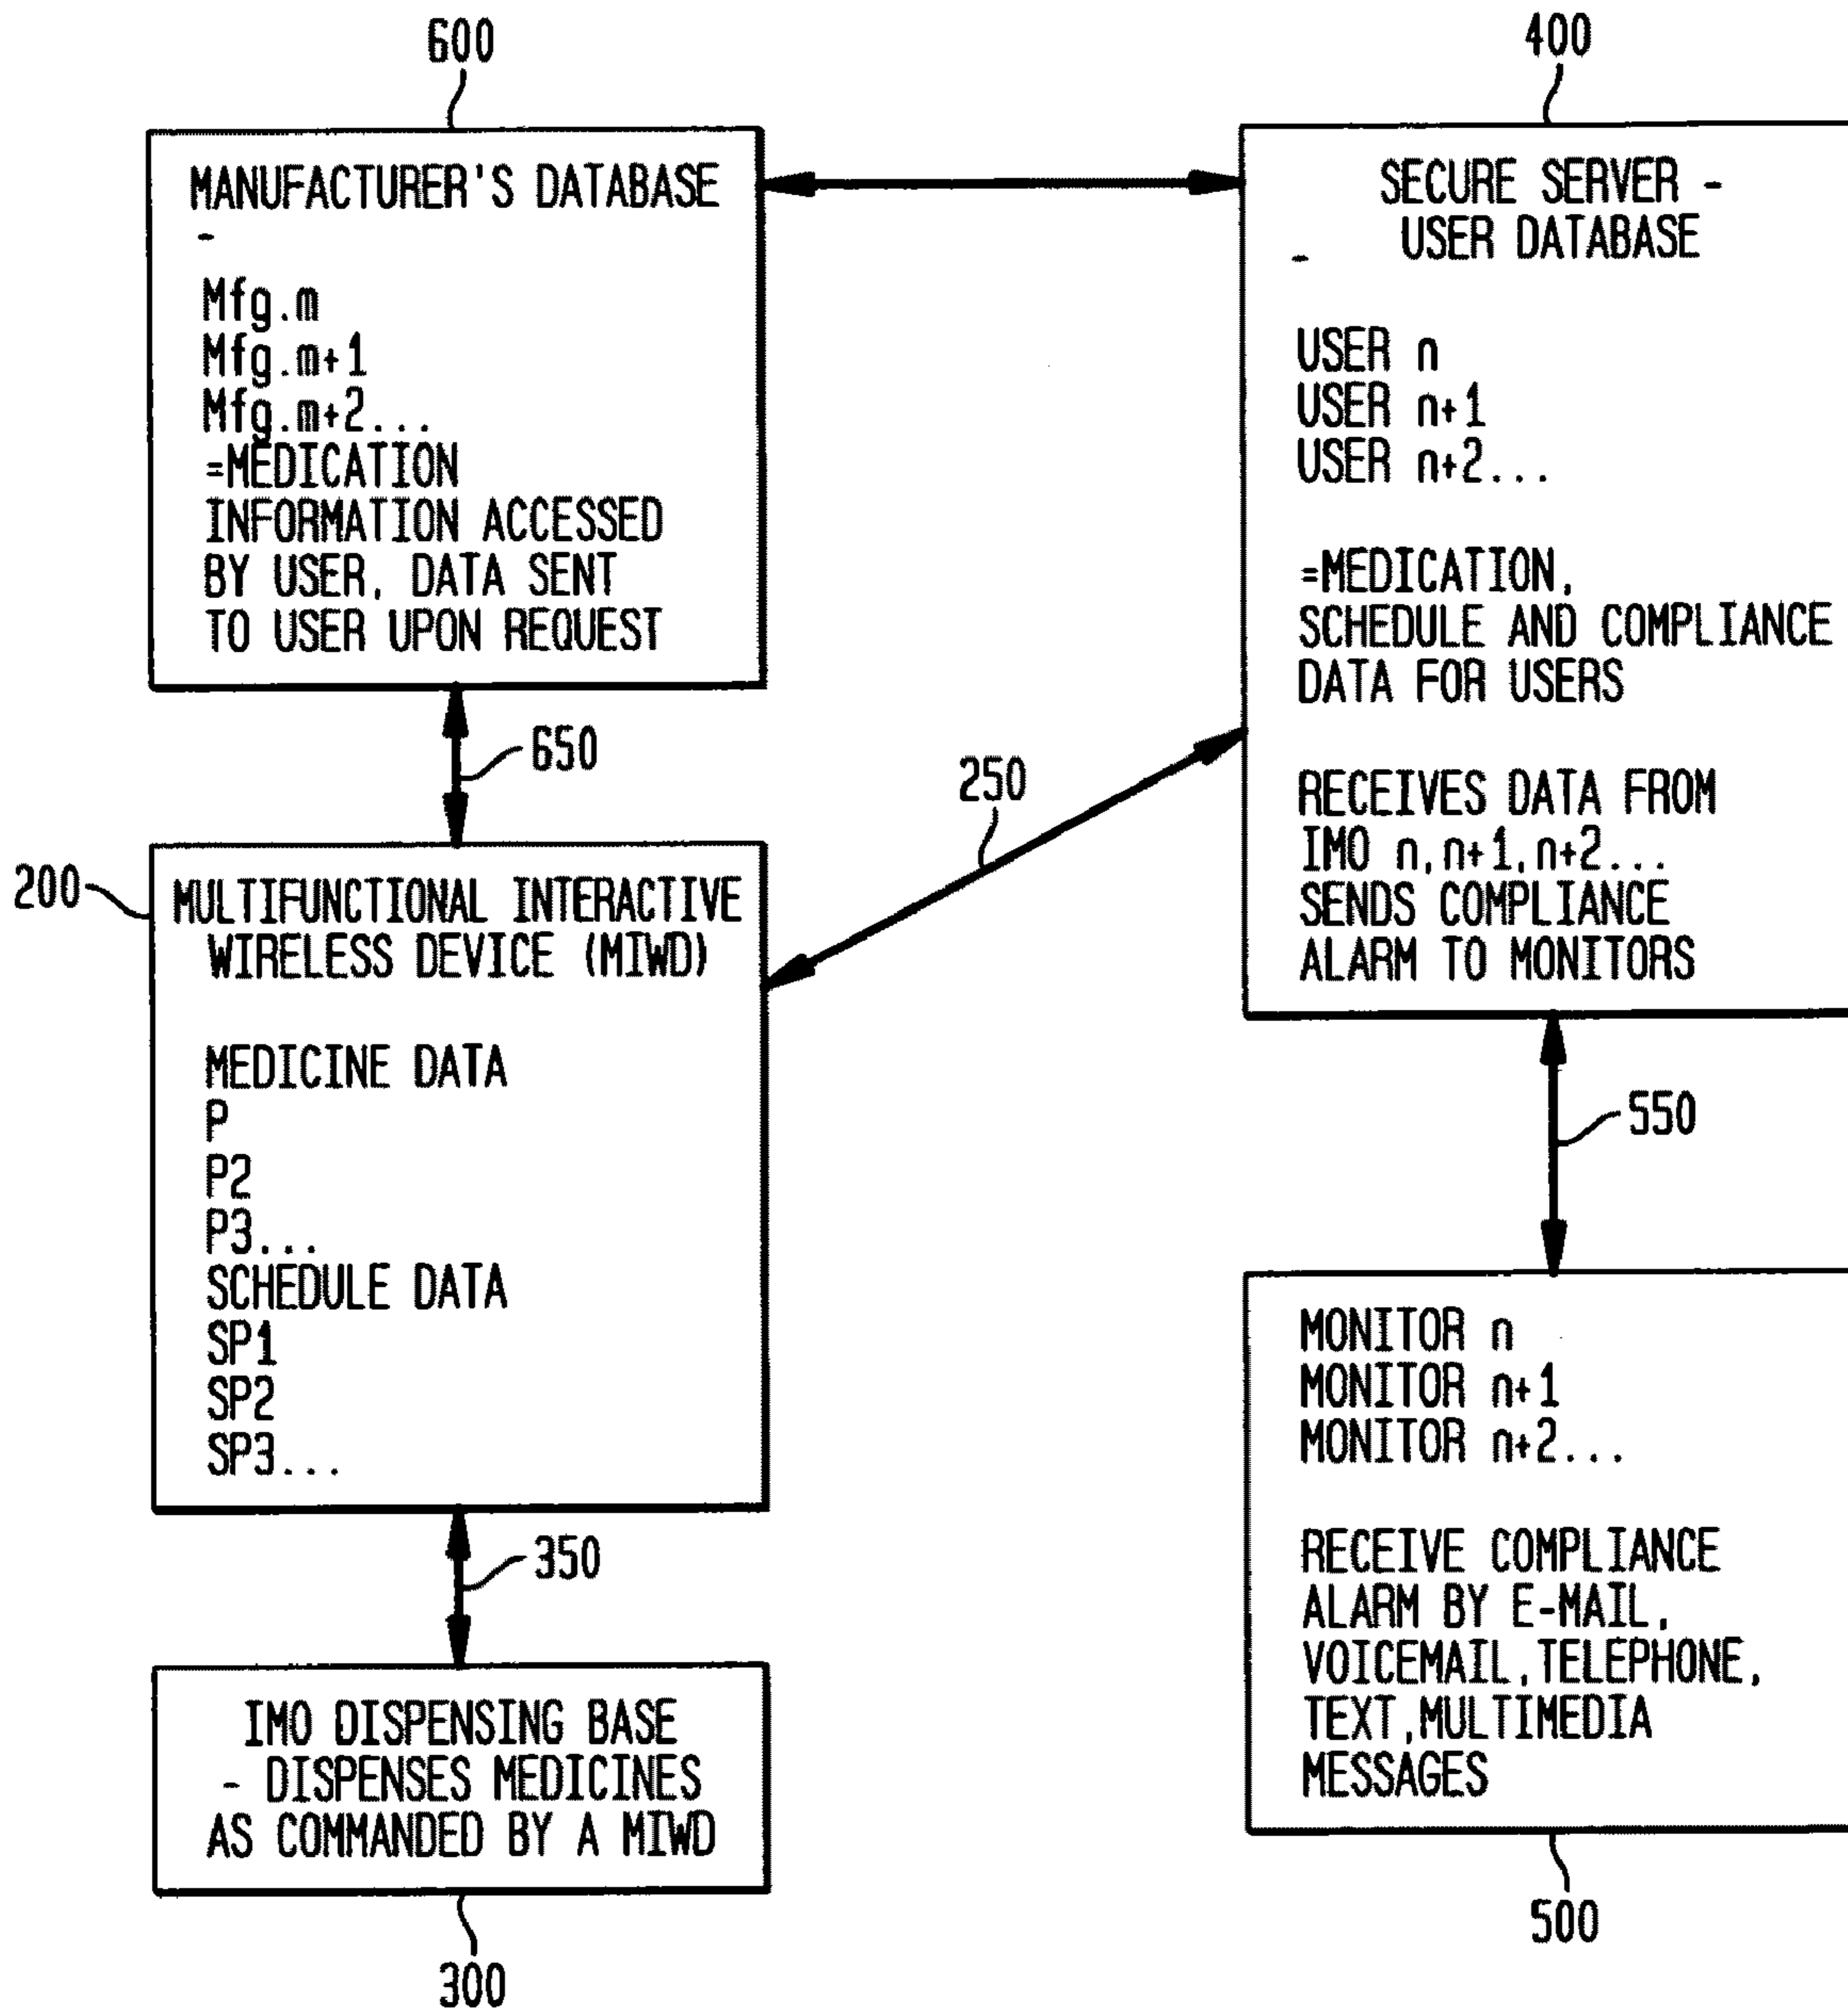 600
MANUFACTURER'S DATABASE
-
Mfg.m
Mfg.m+1
Mfg.m+2...
=MEDICATION
INFORMATION ACCESSED
BY USER, DATA SENT
TO USER UPON REQUEST
650
200
MULTIFUNCTIONAL INTERACTIVE
WIRELESS DEVICE (MIWD)
MEDICINE DATA
P
P2
P3...
SCHEDULE DATA
SP1
SP2
SP3...
350
IMO DISPENSING BASE
- DISPENSES MEDICINES
AS COMMANDED BY A MIWD
300
250
400
SECURE SERVER -
USER DATABASE
-
USER n
USER n+1
USER n+2...
=MEDICATION,
SCHEDULE AND COMPLIANCE
DATA FOR USERS
RECEIVES DATA FROM
IMO n,n+1,n+2...
SENDS COMPLIANCE
ALARM TO MONITORS
550
MONITOR n
MONITOR n+1
MONITOR n+2...
RECEIVE COMPLIANCE
ALARM BY E-MAIL,
VOICEMAIL,TELEPHONE,
TEXT,MULTIMEDIA
MESSAGES
500